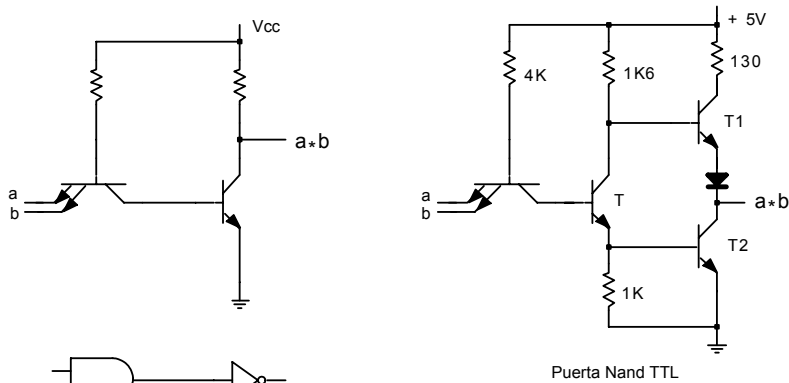 Vcc
a*b
a
b
+ 5V
4K
1K6
130
T1
a
b
T
a*b
T2
1K
Puerta Nand TTL